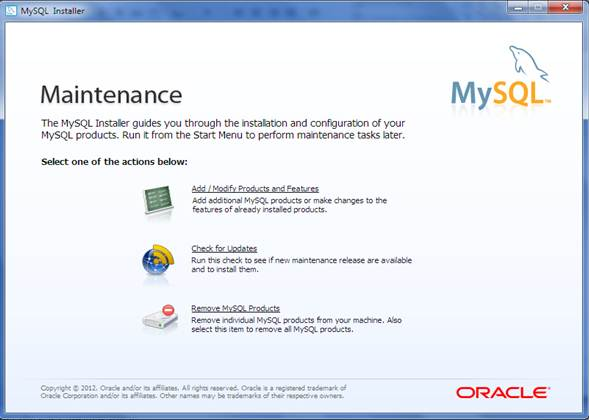 MySQL Installer
MySQL™
Maintenance
The MySQL Installer guides you through the installation and configuration of your
MySQL products. Run it from the Start Menu to perform maintenance tasks later.
Select one of the actions below:
Add / Modify Products and Features
Add additional MySQL products or make changes to the
features of already installed products.
Check for Updates
Run this check to see if new maintenance release are available
and to install them.
Remove MySQL Products
Remove individual MySQL products from your machine. Also
select this item to remove all MySQL products.
Copyright © 2012, Oracle and/or its affiliates. All rights reserved. Oracle is a registered trademark of
Oracle Corporation and/or its affiliates. Other names may be trademarks of their respective owners.
ORACLE